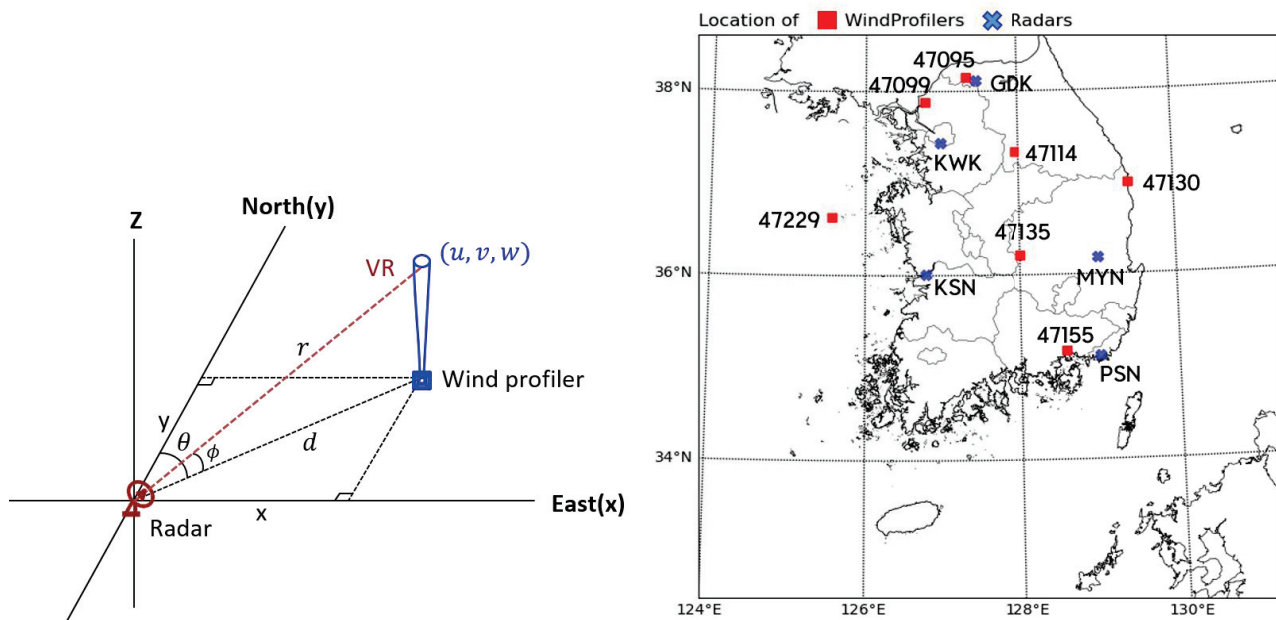 North(y)
Z
VR
(u, v, w)
r
Wind profiler
y
θ
ϕ
d
East(x)
x
Radar
Location of WindProfilers Radars
47095
38°N
47099
GDK
KWK
47114
47130
47229
47135
36°N
KSN
MYN
47155
PSN
34°N
124°E 126°E 128°E 130°E